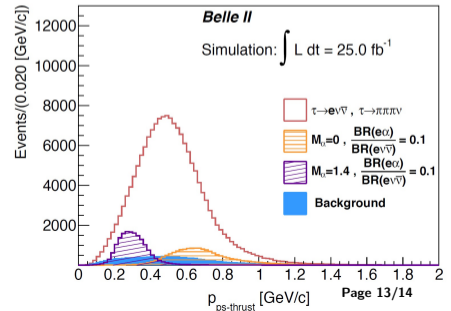 Belle II
Simulation: ∫ L dt = 25.0 fb⁻¹
Events/(0.020 [GeV/c])
12000
10000
8000
6000
4000
2000
τ→eνν̅ , τ→πππν
M_α=0 , BR(eα)/BR(eνν̅) = 0.1
M_α=1.4 , BR(eα)/BR(eνν̅) = 0.1
Background
0 0.2 0.4 0.6 0.8 1 1.2 1.4 1.6 1.8 2
p_ps-thrust [GeV/c]
Page 13/14